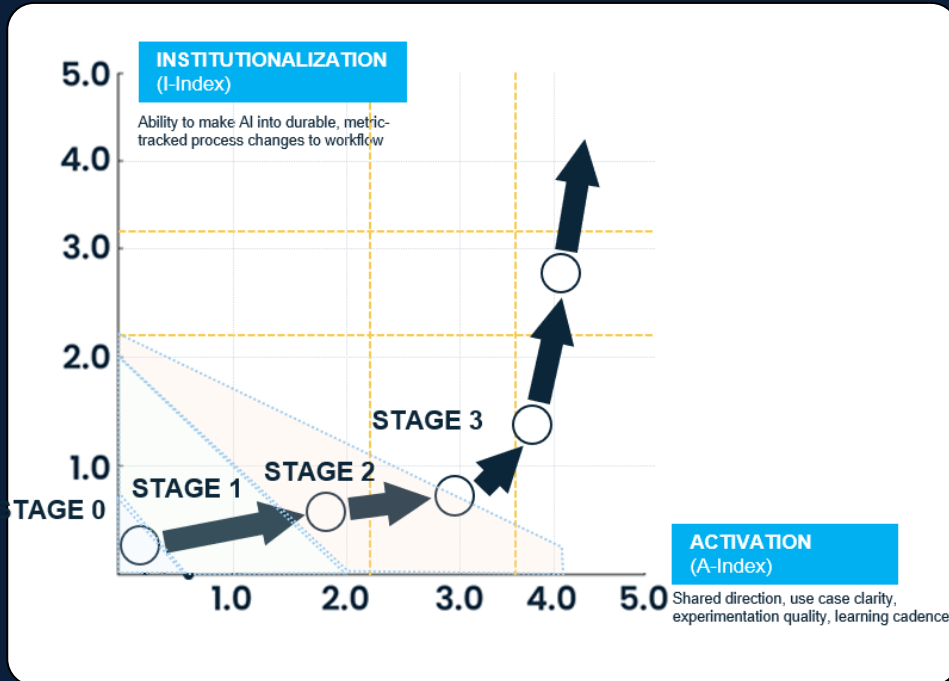 INSTITUTIONALIZATION
(I-Index)
Ability to make AI into durable, metric-
tracked process changes to workflow
5.0
4.0
3.0
2.0
1.0
STAGE 3
STAGE 2
STAGE 1
STAGE 0
ACTIVATION
(A-Index)
Shared direction, use case clarity,
experimentation quality, learning cadence
1.0 2.0 3.0 4.0 5.0